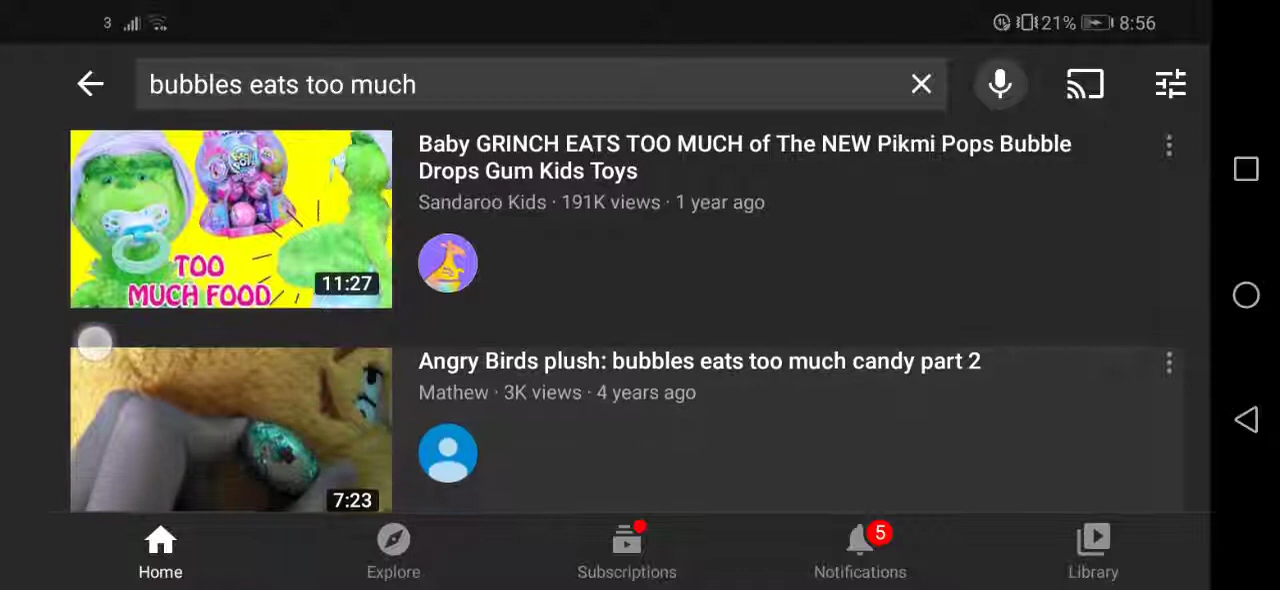 3 21% 8:56
bubbles eats too much
Baby GRINCH EATS TOO MUCH of The NEW Pikmi Pops Bubble
Drops Gum Kids Toys
Sandaroo Kids · 191K views · 1 year ago
TOO
MUCH FOOD
11:27
Angry Birds plush: bubbles eats too much candy part 2
Mathew · 3K views · 4 years ago
7:23
5
Home Explore Subscriptions Notifications Library